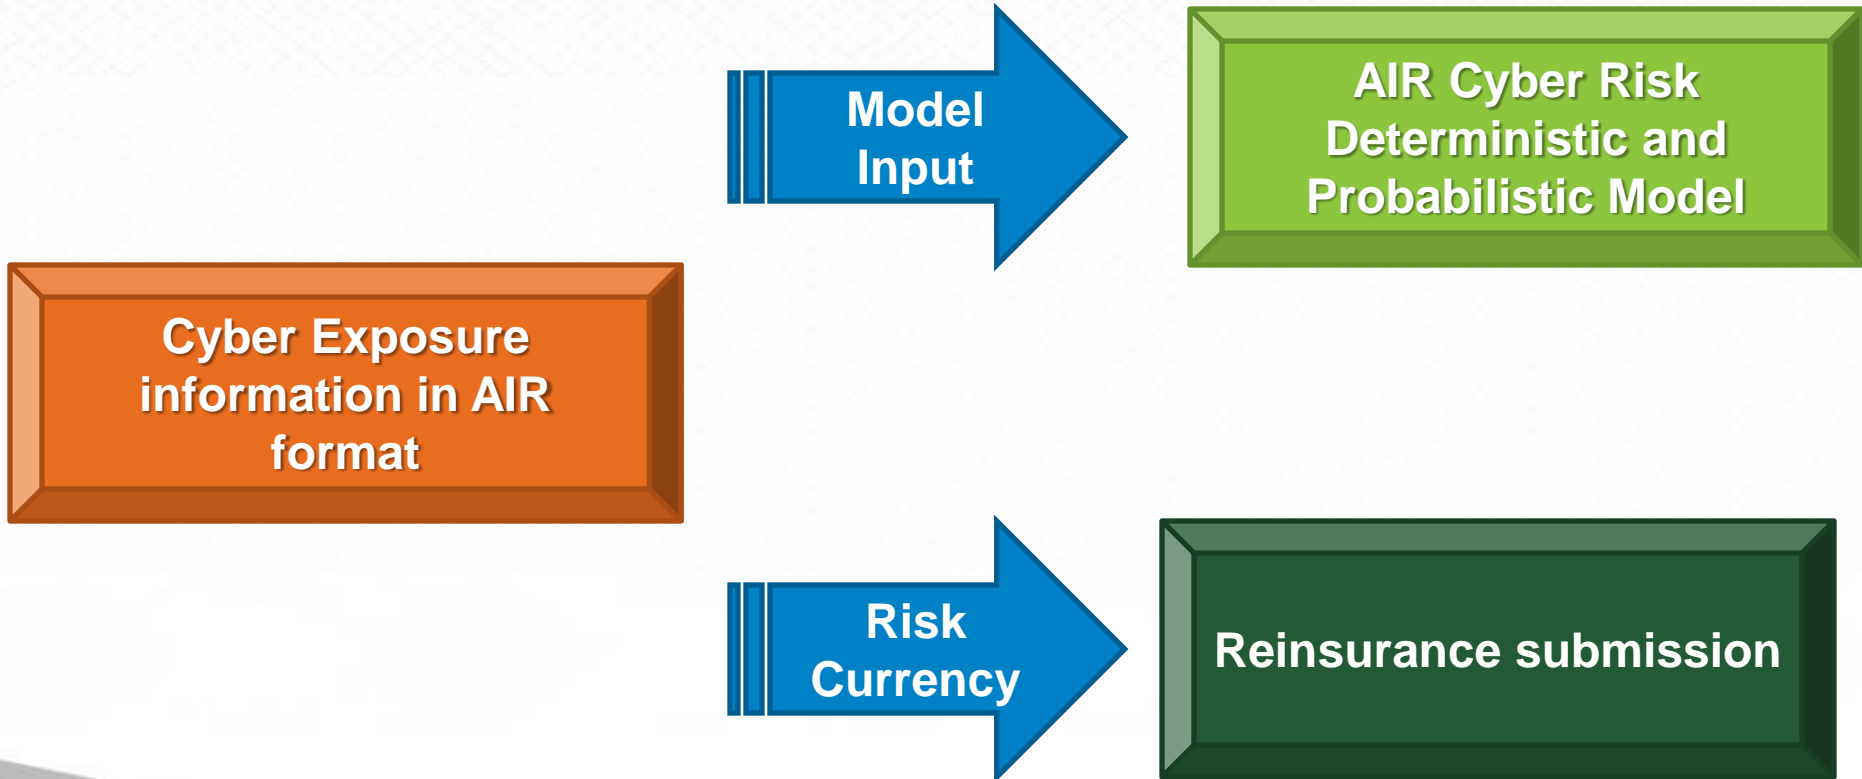 Model
Input
AIR Cyber Risk
Deterministic and
Probabilistic Model
Cyber Exposure
information in AIR
format
Risk
Currency
Reinsurance submission